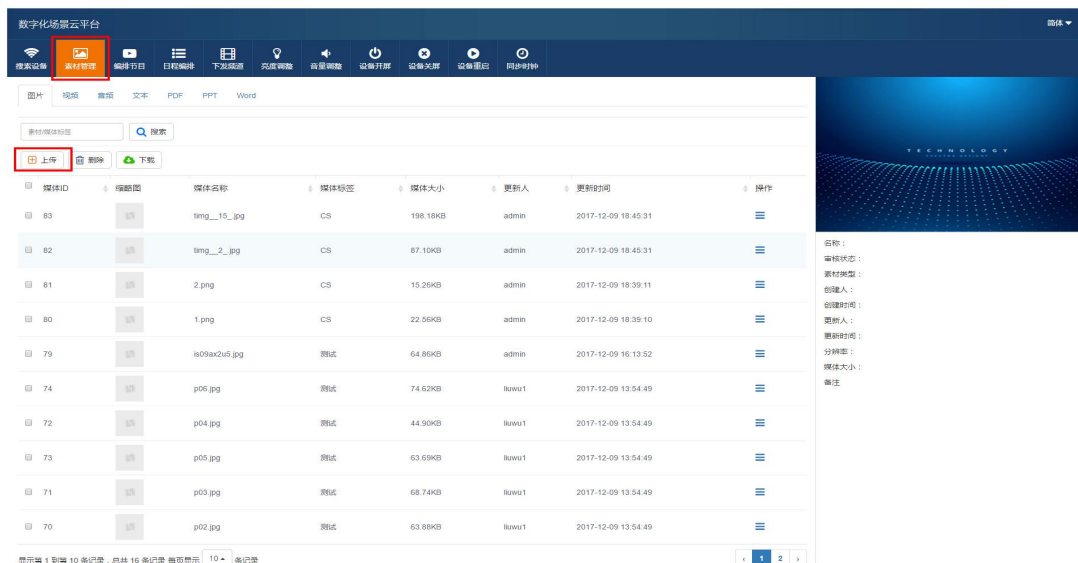 数字化场景云平台 简体
搜索设备 素材管理 编排节目 日程编排 下发频道 亮度调整 音量调整 设备开屏 设备关屏 设备重启 同步时钟
图片 视频 音频 文本 PDF PPT Word
素材/媒体标签 搜索
上传 删除 下载
媒体ID 缩略图 媒体名称 媒体标签 媒体大小 更新人 更新时间 操作
83 timg__15_.jpg CS 198.18KB admin 2017-12-09 18:45:31
82 timg__2_.jpg CS 87.10KB admin 2017-12-09 18:45:31
81 2.png CS 15.26KB admin 2017-12-09 18:39:11
80 1.png CS 22.56KB admin 2017-12-09 18:39:10
79 is09ax2u5.jpg 测试 64.86KB admin 2017-12-09 16:13:52
74 p06.jpg 测试 74.62KB liuwu1 2017-12-09 13:54:49
72 p04.jpg 测试 44.90KB liuwu1 2017-12-09 13:54:49
73 p05.jpg 测试 63.69KB liuwu1 2017-12-09 13:54:49
71 p03.jpg 测试 68.74KB liuwu1 2017-12-09 13:54:49
70 p02.jpg 测试 63.88KB liuwu1 2017-12-09 13:54:49
显示第 1 到第 10 条记录，总共 16 条记录 每页显示 10 条记录
‹ 1 2 ›
TECHNOLOGY
名称：
审核状态：
素材类型：
创建人：
创建时间：
更新人：
更新时间：
分辨率：
媒体大小：
备注